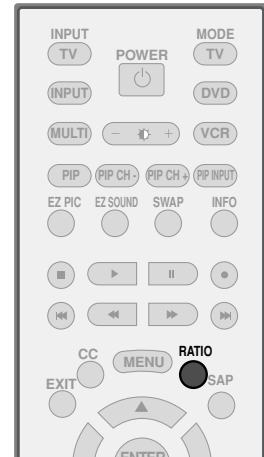 INPUT MODE
TV POWER TV
INPUT DVD
MULTI - + VCR
PIP PIP CH - PIP CH + PIP INPUT
EZ PIC EZ SOUND SWAP INFO
CC MENU RATIO
EXIT SAP
ENTER